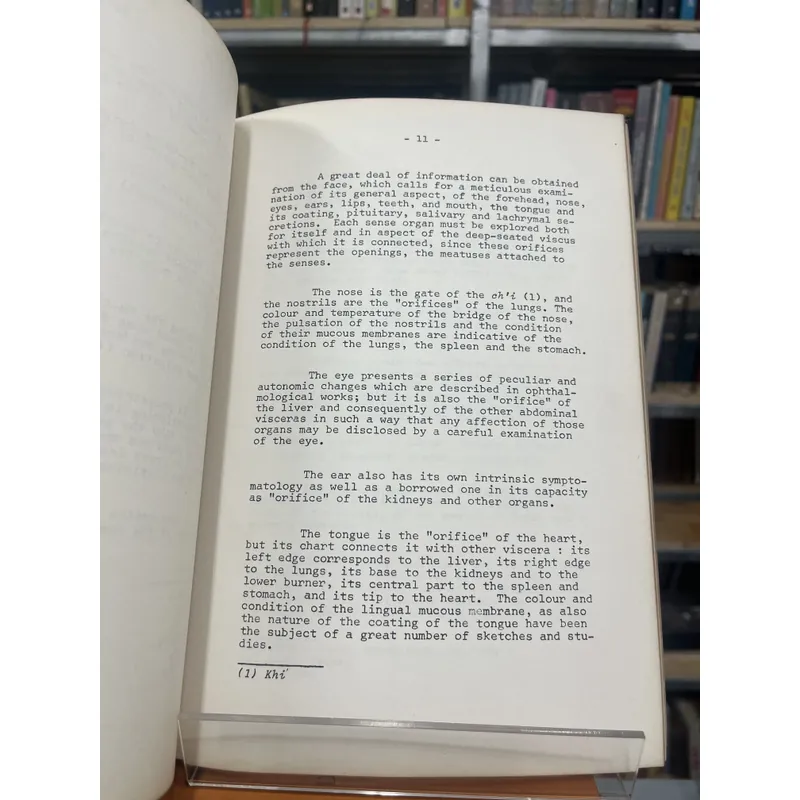 - 11 -
A great deal of information can be obtained
from the face, which calls for a meticulous exami-
nation of its general aspect, of the forehead, nose,
eyes, ears, lips, teeth, and mouth, the tongue and
its coating, pituitary, salivary and lachrymal se-
cretions. Each sense organ must be explored both
for itself and in aspect of the deep-seated viscus
with which it is connected, since these orifices
represent the openings, the meatuses attached to
the senses.
The nose is the gate of the ch'i (1), and
the nostrils are the "orifices" of the lungs. The
colour and temperature of the bridge of the nose,
the pulsation of the nostrils and the condition
of their mucous membranes are indicative of the
condition of the lungs, the spleen and the stomach.
The eye presents a series of peculiar and
autonomic changes which are described in ophthal-
mological works; but it is also the "orifice" of
the liver and consequently of the other abdominal
visceras in such a way that any affection of those
organs may be disclosed by a careful examination
of the eye.
The ear also has its own intrinsic sympto-
matology as well as a borrowed one in its capacity
as "orifice" of the kidneys and other organs.
The tongue is the "orifice" of the heart,
but its chart connects it with other viscera : its
left edge corresponds to the liver, its right edge
to the lungs, its base to the kidneys and to the
lower burner, its central part to the spleen and
stomach, and its tip to the heart. The colour and
condition of the lingual mucous membrane, as also
the nature of the coating of the tongue have been
the subject of a great number of sketches and stu-
dies.
(1) Khi'